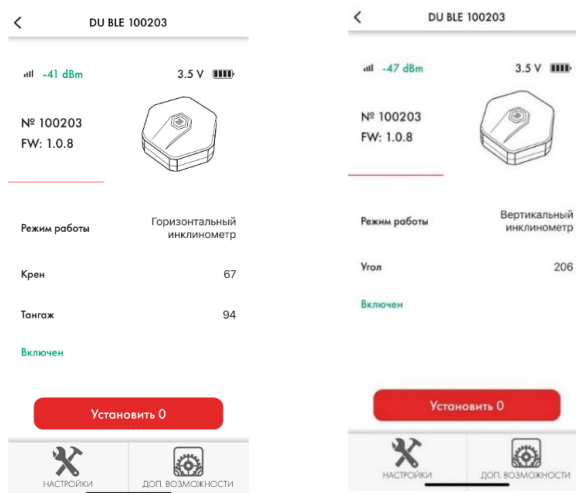 DU BLE 100203
-41 dBm
3.5 V
№ 100203
FW: 1.0.8
Режим работы
Горизонтальный
инклинометр
Крен
67
Тангаж
94
Включен
Установить 0
НАСТРОЙКИ
ДОП. ВОЗМОЖНОСТИ
DU BLE 100203
-47 dBm
3.5 V
№ 100203
FW: 1.0.8
Режим работы
Вертикальный
инклинометр
Угол
206
Включен
Установить 0
НАСТРОЙКИ
ДОП. ВОЗМОЖНОСТИ